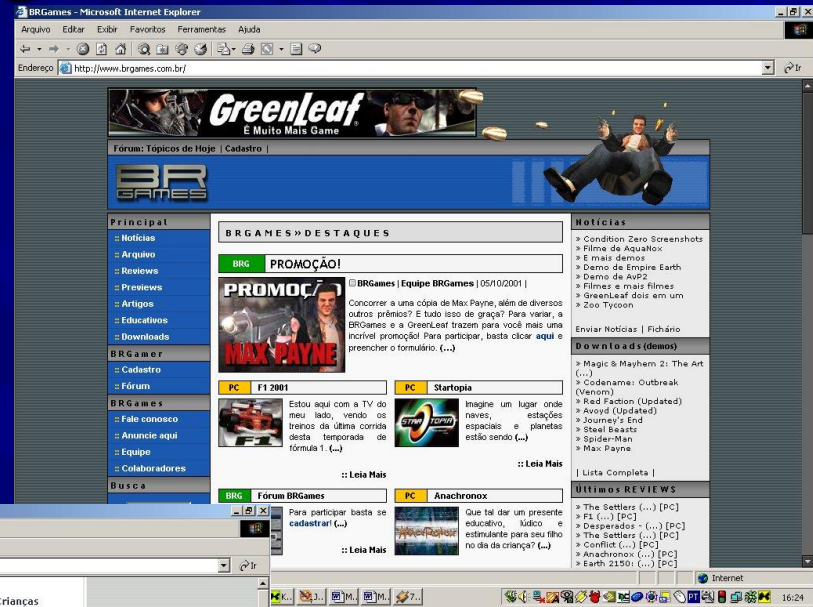 BRGames - Microsoft Internet Explorer
Arquivo Editar Exibir Favoritos Ferramentas Ajuda
Endereço http://www.brgames.com.br/ Ir
GreenLeaf
É Muito Mais Game
Fórum: Tópicos de Hoje | Cadastro |
BR
GAMES
Principal
:: Notícias
:: Arquivo
:: Reviews
:: Previews
:: Artigos
:: Educativos
:: Downloads
BRGamer
:: Cadastro
:: Fórum
BRGames
:: Fale conosco
:: Anuncie aqui
:: Equipe
:: Colaboradores
Busca
BRGAMES»DESTAQUES
BRG PROMOÇÃO!
PROMOÇÃO
MAX PAYNE
BRGames | Equipe BRGames | 05/10/2001 |
Concorrer a uma cópia de Max Payne, além de diversos
outros prêmios? E tudo isso de graça? Para variar, a
BRGames e a GreenLeaf trazem para você mais uma
incrível promoção! Para participar, basta clicar aqui e
preencher o formulário. (...)
PC F1 2001
F1
Estou aqui com a TV do
meu lado, vendo os
treinos da última corrida
desta temporada de
fórmula 1. (...)
:: Leia Mais
PC Startopia
STARTOPIA
Imagine um lugar onde
naves, estações
espaciais e planetas
estão sendo (...)
:: Leia Mais
BRG Fórum BRGames
Para participar basta se
cadastrar! (...)
:: Leia Mais
PC Anachronox
Anachronox
Que tal dar um presente
educativo, lúdico e
estimulante para seu filho
no dia da criança? (...)
Notícias
» Condition Zero Screenshots
» Filme de AquaNox
» E mais demos
» Demo de Empire Earth
» Demo de AvP2
» Filmes e mais filmes
» GreenLeaf dois em um
» Zoo Tycoon
Enviar Notícias | Fichário
Downloads (demos)
» Magic & Mayhem 2: The Art
(...)
» Codename: Outbreak
(Venom)
» Red Faction (Updated)
» Avoyd (Updated)
» Journey's End
» Steel Beasts
» Spider-Man
» Max Payne
| Lista Completa |
Últimos REVIEWS
» The Settlers (...) [PC]
» F1 (...) [PC]
» Desperados - (...) [PC]
» The Settlers (...) [PC]
» Conflict (...) [PC]
» Anachronox (...) [PC]
» Earth 2150: (...) [PC]
Internet
Ir
Crianças
K... J... M... M... 7...
PT 16:24